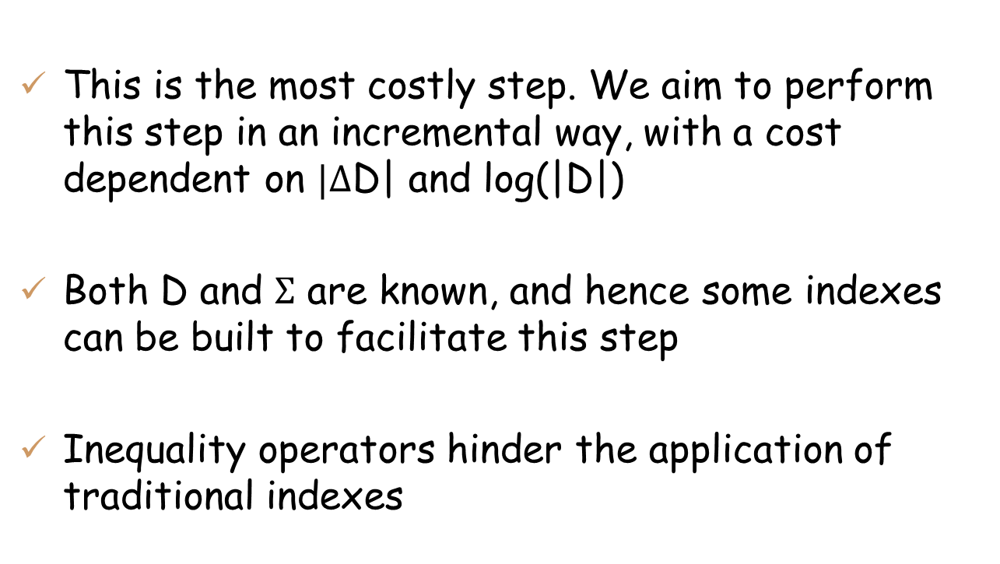 ✓ This is the most costly step. We aim to perform
this step in an incremental way, with a cost
dependent on |ΔD| and log(|D|)
✓ Both D and Σ are known, and hence some indexes
can be built to facilitate this step
✓ Inequality operators hinder the application of
traditional indexes